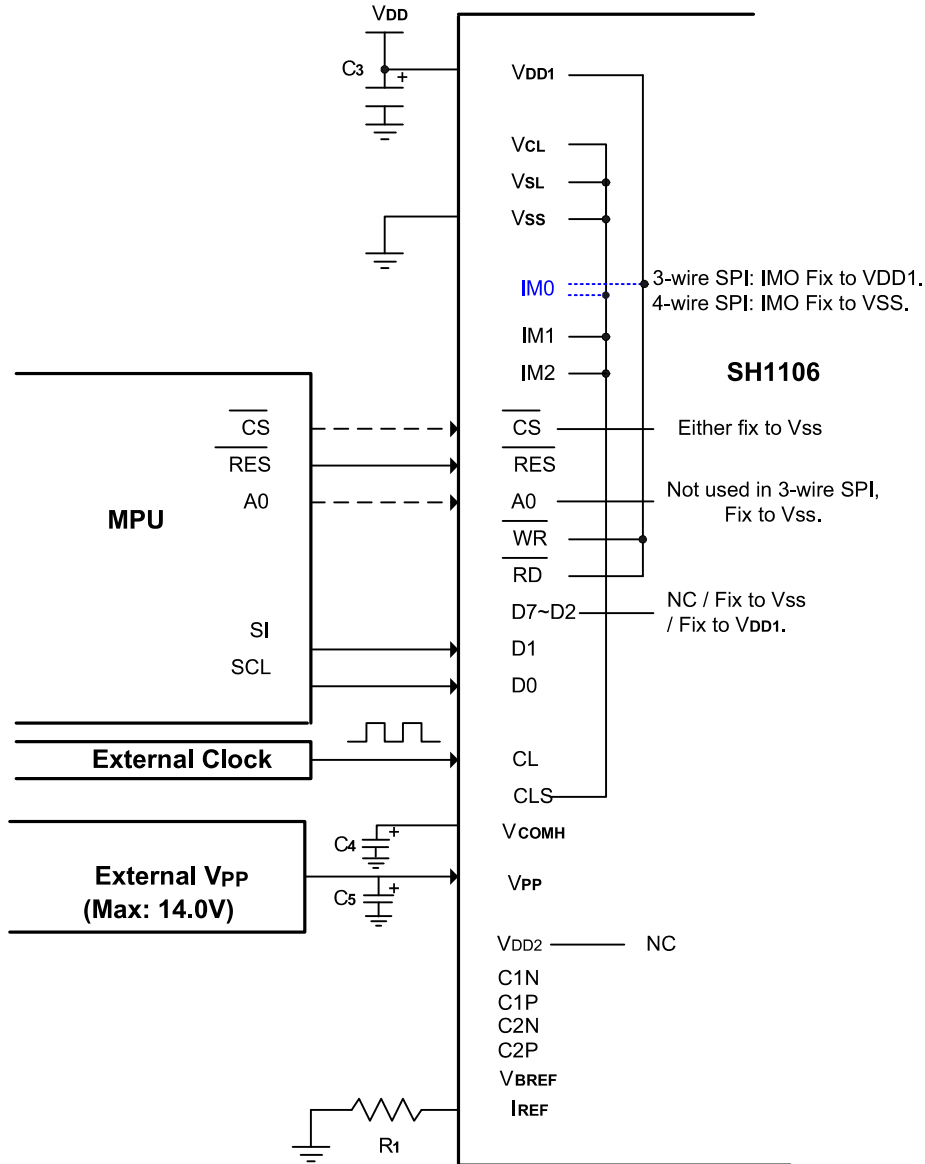 VDD
C3
+
VDD1
VCL
VSL
VSS
IM0
3-wire SPI: IMO Fix to VDD1.
4-wire SPI: IMO Fix to VSS.
IM1
IM2
SH1106
MPU
CS
RES
A0
SI
SCL
CS
Either fix to Vss
RES
A0
Not used in 3-wire SPI,
Fix to Vss.
WR
RD
D7~D2
NC / Fix to Vss
/ Fix to VDD1.
D1
D0
External Clock
CL
CLS
C4
+
VCOMH
External VPP
(Max: 14.0V)
C5
+
VPP
VDD2
NC
C1N
C1P
C2N
C2P
VBREF
IREF
R1